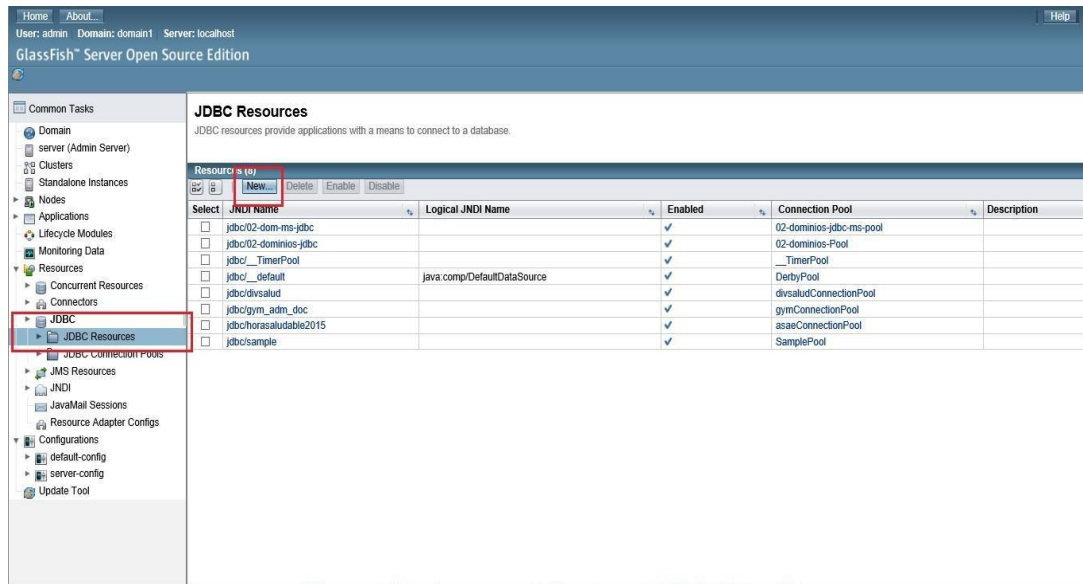 Home About...
Help
User: admin Domain: domain1 Server: localhost
GlassFish™ Server Open Source Edition
Common Tasks
Domain
server (Admin Server)
Clusters
Standalone Instances
Nodes
Applications
Lifecycle Modules
Monitoring Data
Resources
Concurrent Resources
Connectors
JDBC
JDBC Resources
JDBC Connection Pools
JMS Resources
JNDI
JavaMail Sessions
Resource Adapter Configs
Configurations
default-config
server-config
Update Tool
JDBC Resources
JDBC resources provide applications with a means to connect to a database.
Resources (8)
New... Delete Enable Disable
Select JNDI Name Logical JNDI Name Enabled Connection Pool Description
jdbc/02-dom-ms-jdbc 02-dominios-jdbc-ms-pool
jdbc/02-dominios-jdbc 02-dominios-Pool
jdbc/__TimerPool __TimerPool
jdbc/__default java:comp/DefaultDataSource DerbyPool
jdbc/divsalud divsaludConnectionPool
jdbc/gym_adm_doc gymConnectionPool
jdbc/horasaludable2015 asaeConnectionPool
jdbc/sample SamplePool